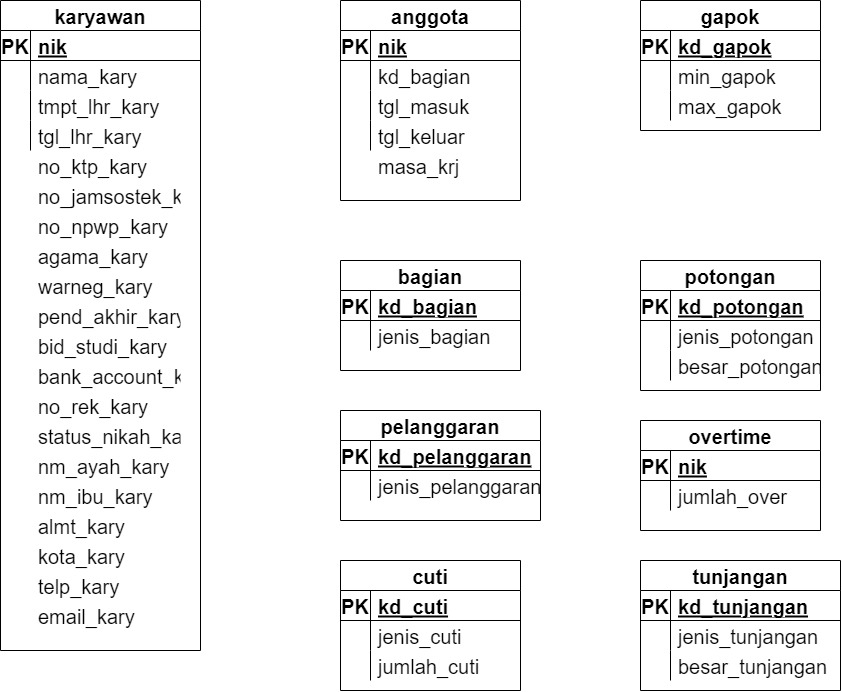 karyawan
PK nik
nama_kary
tmpt_lhr_kary
tgl_lhr_kary
no_ktp_kary
no_jamsostek_k
no_npwp_kary
agama_kary
warneg_kary
pend_akhir_kary
bid_studi_kary
bank_account_k
no_rek_kary
status_nikah_ka
nm_ayah_kary
nm_ibu_kary
almt_kary
kota_kary
telp_kary
email_kary
anggota
PK nik
kd_bagian
tgl_masuk
tgl_keluar
masa_krj
bagian
PK kd_bagian
jenis_bagian
pelanggaran
PK kd_pelanggaran
jenis_pelanggaran
cuti
PK kd_cuti
jenis_cuti
jumlah_cuti
gapok
PK kd_gapok
min_gapok
max_gapok
potongan
PK kd_potongan
jenis_potongan
besar_potongan
overtime
PK nik
jumlah_over
tunjangan
PK kd_tunjangan
jenis_tunjangan
besar_tunjangan